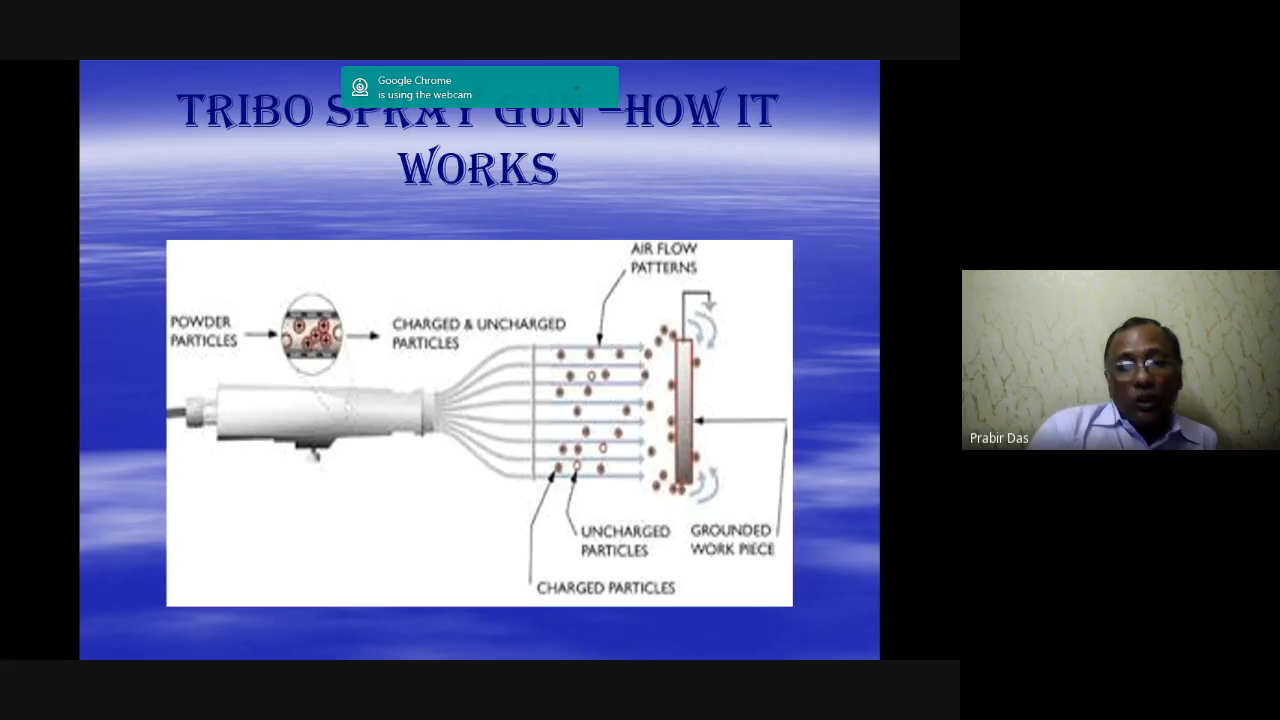 Google Chrome
is using the webcam
TRIBO SPRAY GUN –HOW IT
WORKS
AIR FLOW
PATTERNS
POWDER
PARTICLES
CHARGED & UNCHARGED
PARTICLES
UNCHARGED
PARTICLES
GROUNDED
WORK PIECE
CHARGED PARTICLES
Prabir Das